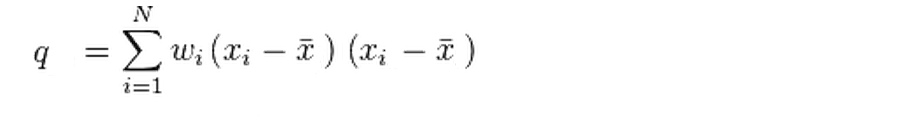 q = \sum_{i=1}^{N} w_i (x_i - \bar{x}) (x_i - \bar{x})